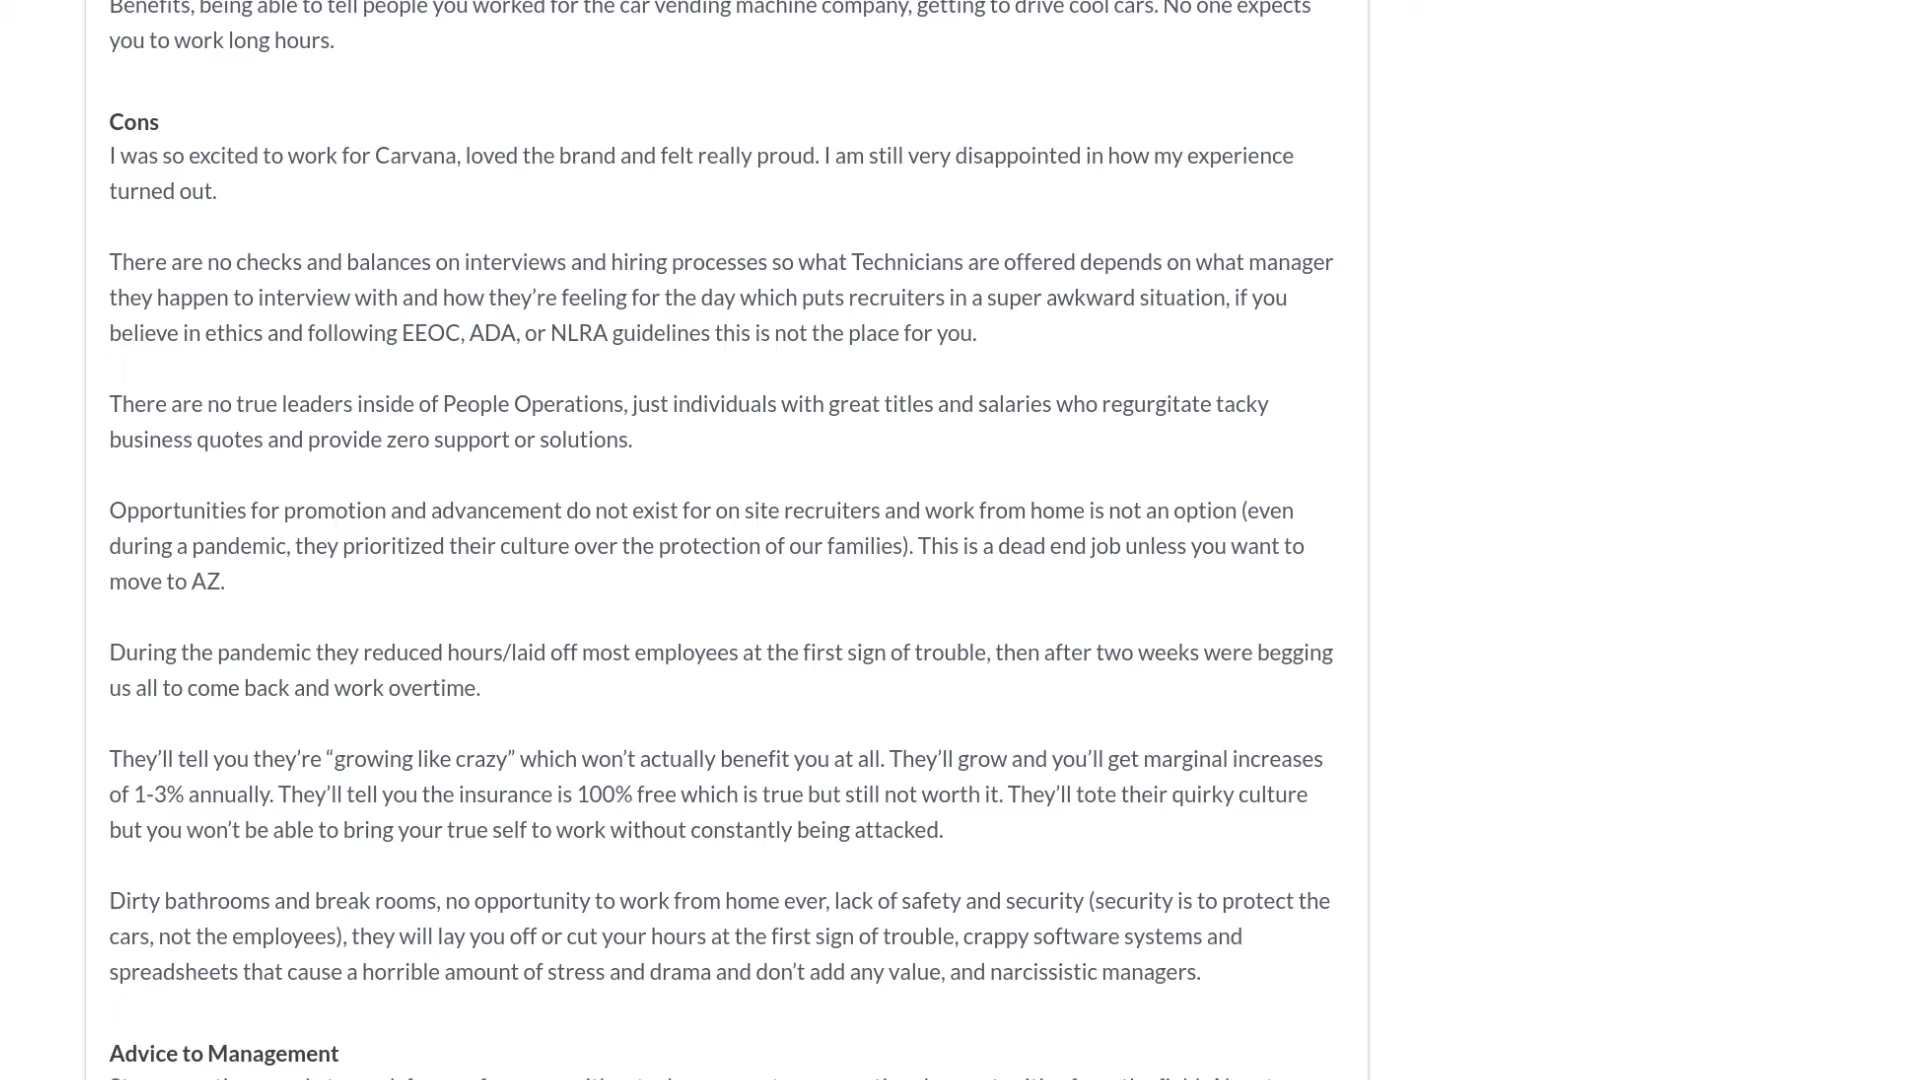 Benefits, being able to tell people you worked for the car vending machine company, getting to drive cool cars. No one expects
you to work long hours.
Cons
I was so excited to work for Carvana, loved the brand and felt really proud. I am still very disappointed in how my experience
turned out.
There are no checks and balances on interviews and hiring processes so what Technicians are offered depends on what manager
they happen to interview with and how they’re feeling for the day which puts recruiters in a super awkward situation, if you
believe in ethics and following EEOC, ADA, or NLRA guidelines this is not the place for you.
There are no true leaders inside of People Operations, just individuals with great titles and salaries who regurgitate tacky
business quotes and provide zero support or solutions.
Opportunities for promotion and advancement do not exist for on site recruiters and work from home is not an option (even
during a pandemic, they prioritized their culture over the protection of our families). This is a dead end job unless you want to
move to AZ.
During the pandemic they reduced hours/laid off most employees at the first sign of trouble, then after two weeks were begging
us all to come back and work overtime.
They’ll tell you they’re “growing like crazy” which won’t actually benefit you at all. They’ll grow and you’ll get marginal increases
of 1-3% annually. They’ll tell you the insurance is 100% free which is true but still not worth it. They’ll tote their quirky culture
but you won’t be able to bring your true self to work without constantly being attacked.
Dirty bathrooms and break rooms, no opportunity to work from home ever, lack of safety and security (security is to protect the
cars, not the employees), they will lay you off or cut your hours at the first sign of trouble, crappy software systems and
spreadsheets that cause a horrible amount of stress and drama and don’t add any value, and narcissistic managers.
Advice to Management